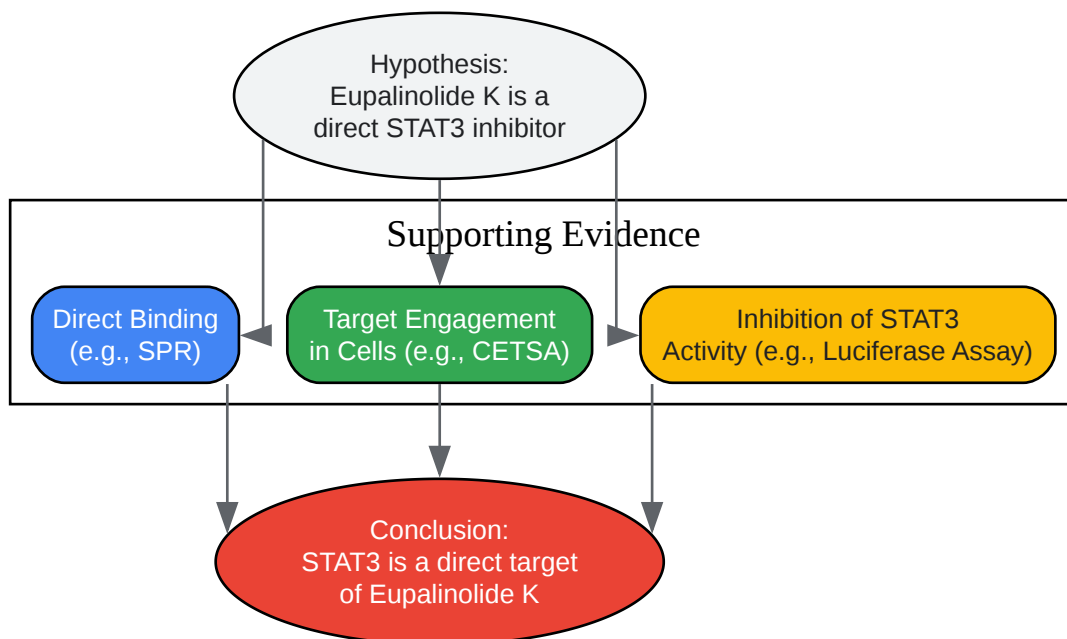 Hypothesis:
Eupalinolide K is a
direct STAT3 inhibitor
Supporting Evidence
Direct Binding
(e.g., SPR)
Target Engagement
in Cells (e.g., CETSA)
Inhibition of STAT3
Activity (e.g., Luciferase Assay)
Conclusion:
STAT3 is a direct target
of Eupalinolide K